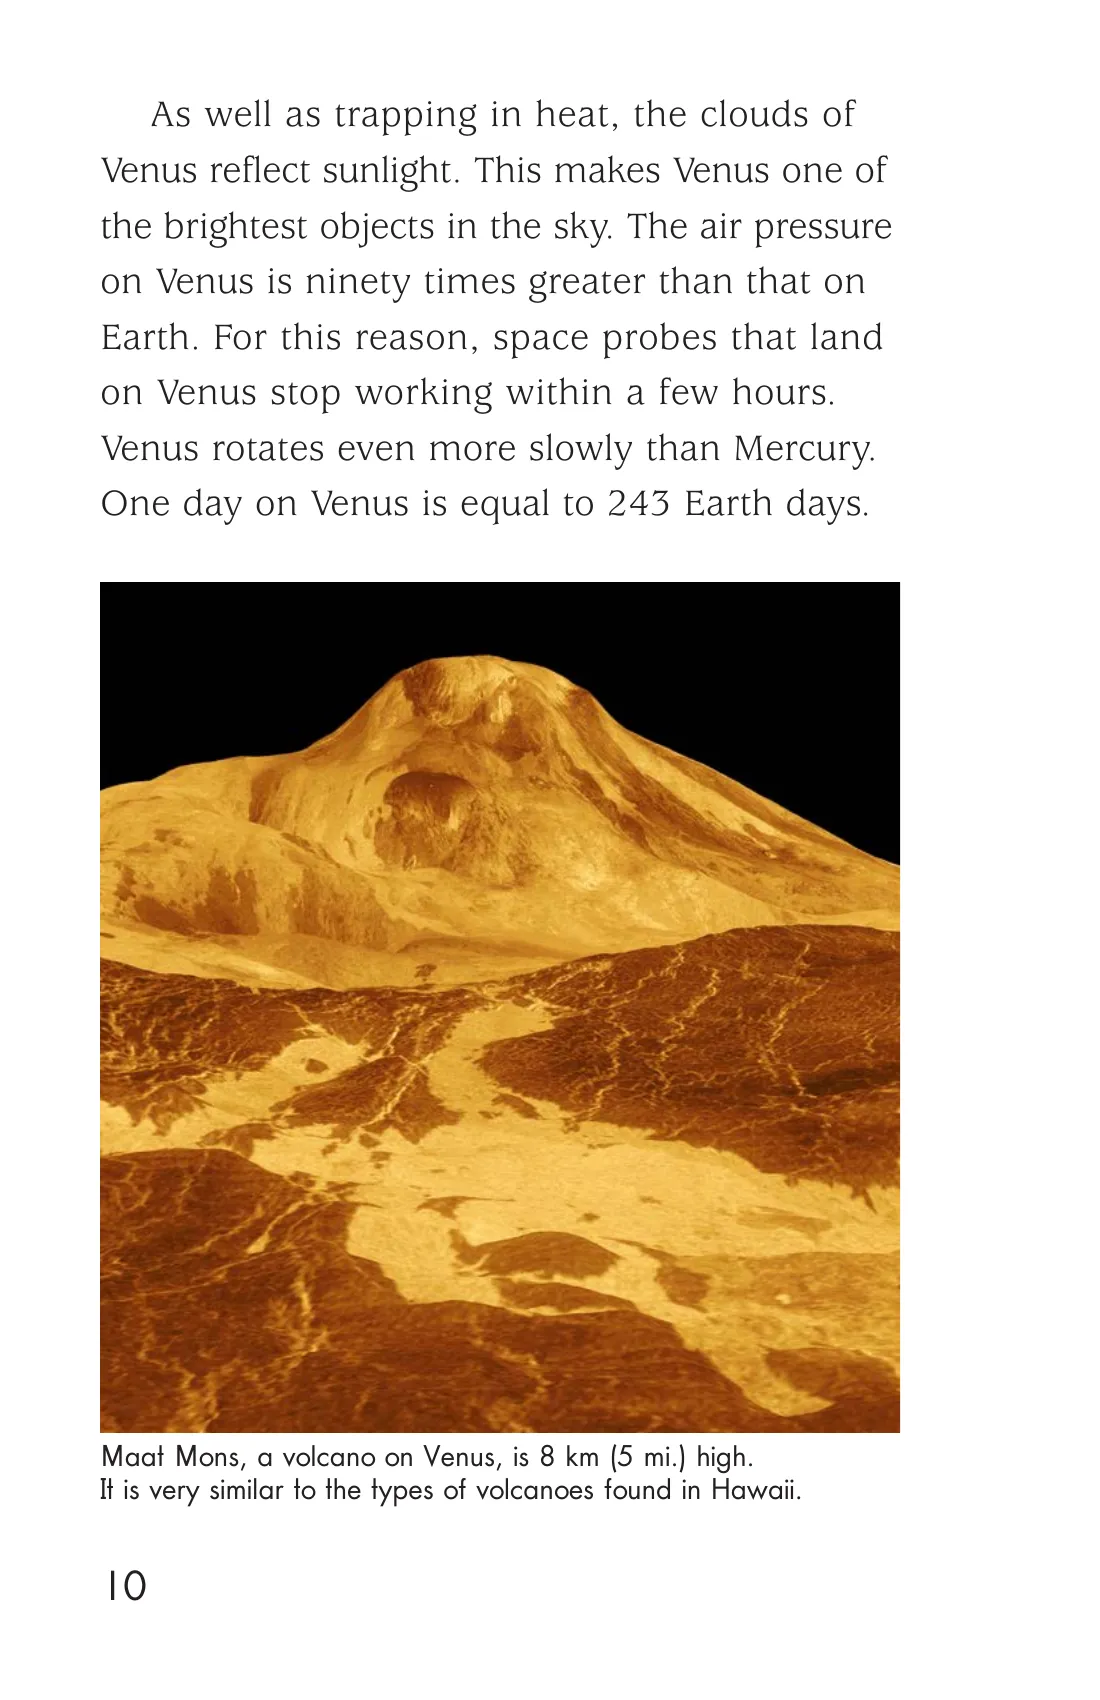 As well as trapping in heat, the clouds of
Venus reflect sunlight. This makes Venus one of
the brightest objects in the sky. The air pressure
on Venus is ninety times greater than that on
Earth. For this reason, space probes that land
on Venus stop working within a few hours.
Venus rotates even more slowly than Mercury.
One day on Venus is equal to 243 Earth days.
Maat Mons, a volcano on Venus, is 8 km (5 mi.) high.
It is very similar to the types of volcanoes found in Hawaii.
10